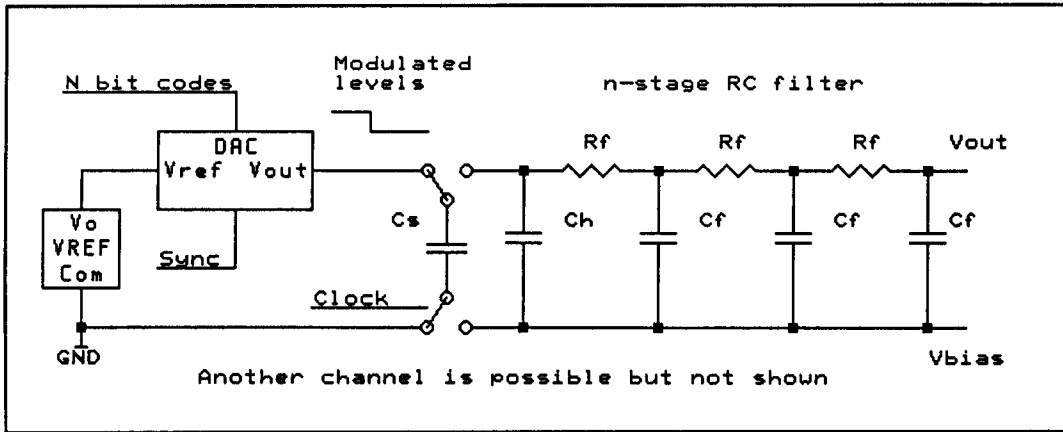 Modulated
levels
N bit codes
n-stage RC filter
DAC
Vref Vout
Rf
Rf
Rf
Vout
Vo
VREF
Com
Cs
Ch
Cf
Cf
Cf
Sync
Clock
GND
Vbias
Another channel is possible but not shown